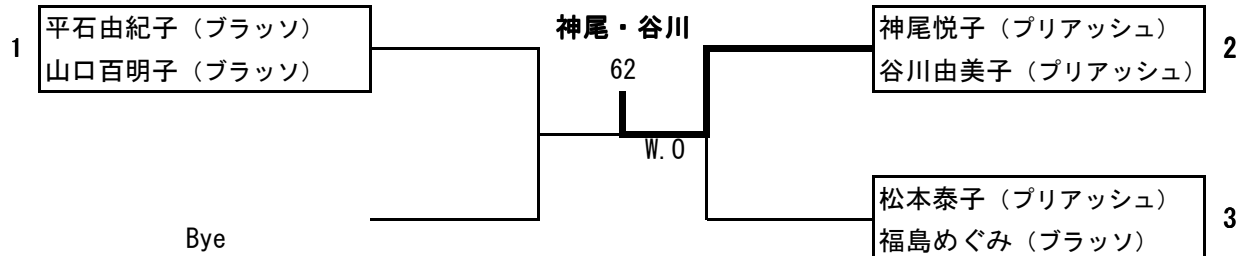 1
平石由紀子（ブラッソ）
山口百明子（ブラッソ）
Bye
神尾・谷川
62
W.O
神尾悦子（プリアッシュ）
谷川由美子（プリアッシュ）
2
松本泰子（プリアッシュ）
福島めぐみ（ブラッソ）
3